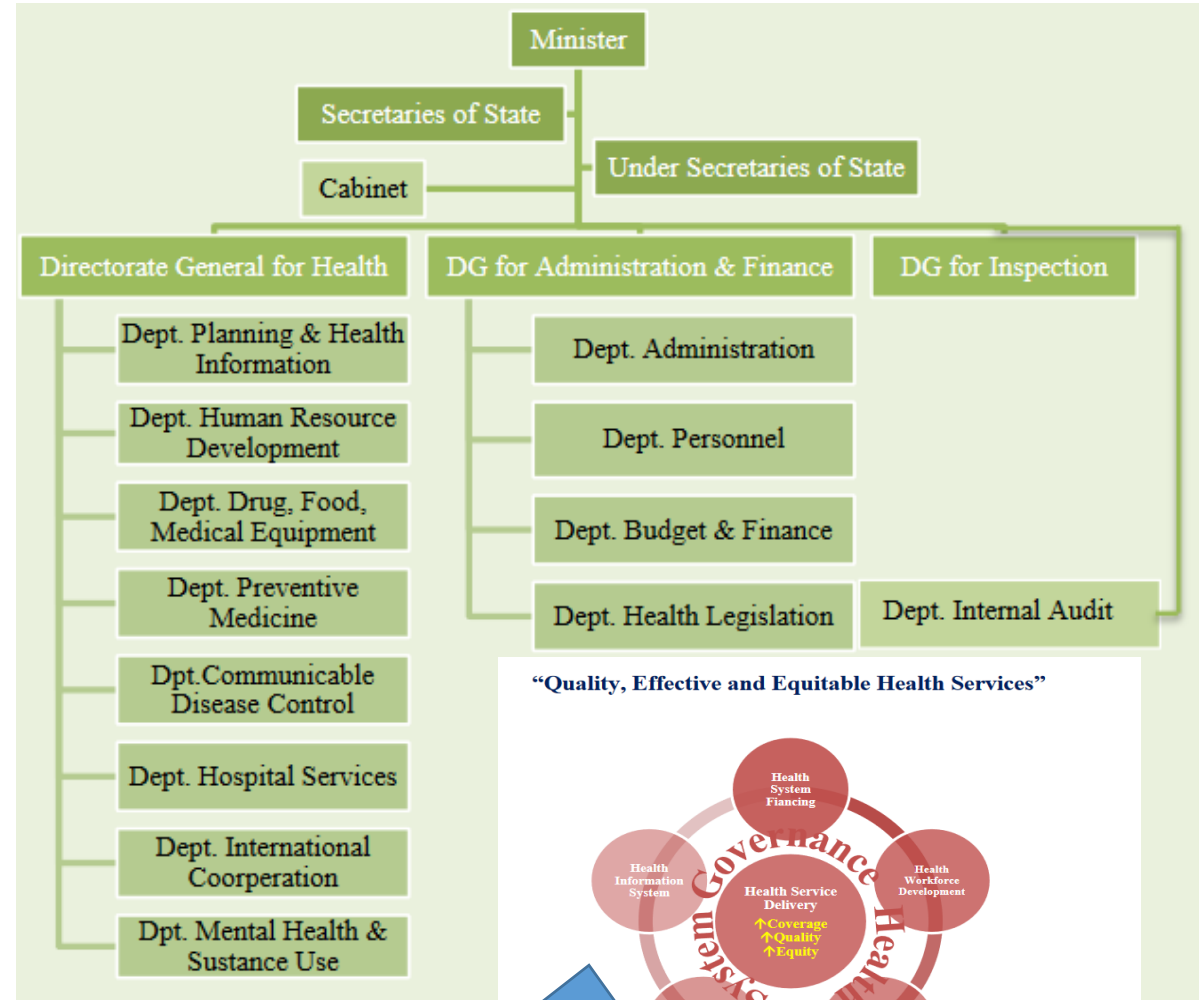 Minister
Secretaries of State
Under Secretaries of State
Cabinet
Directorate General for Health
DG for Administration & Finance
DG for Inspection
Dept. Planning & Health
Information
Dept. Human Resource
Development
Dept. Drug, Food,
Medical Equipment
Dept. Preventive
Medicine
Dpt.Communicable
Disease Control
Dept. Hospital Services
Dept. International
Coorperation
Dpt. Mental Health &
Sustance Use
Dept. Administration
Dept. Personnel
Dept. Budget & Finance
Dept. Health Legislation
Dept. Internal Audit
“Quality, Effective and Equitable Health Services”
Health
System
Fiancing
Health
Information
System
Health
Workforce
Development
Health Service
Delivery
↑Coverage
↑Quality
↑Equity
Health System Governance